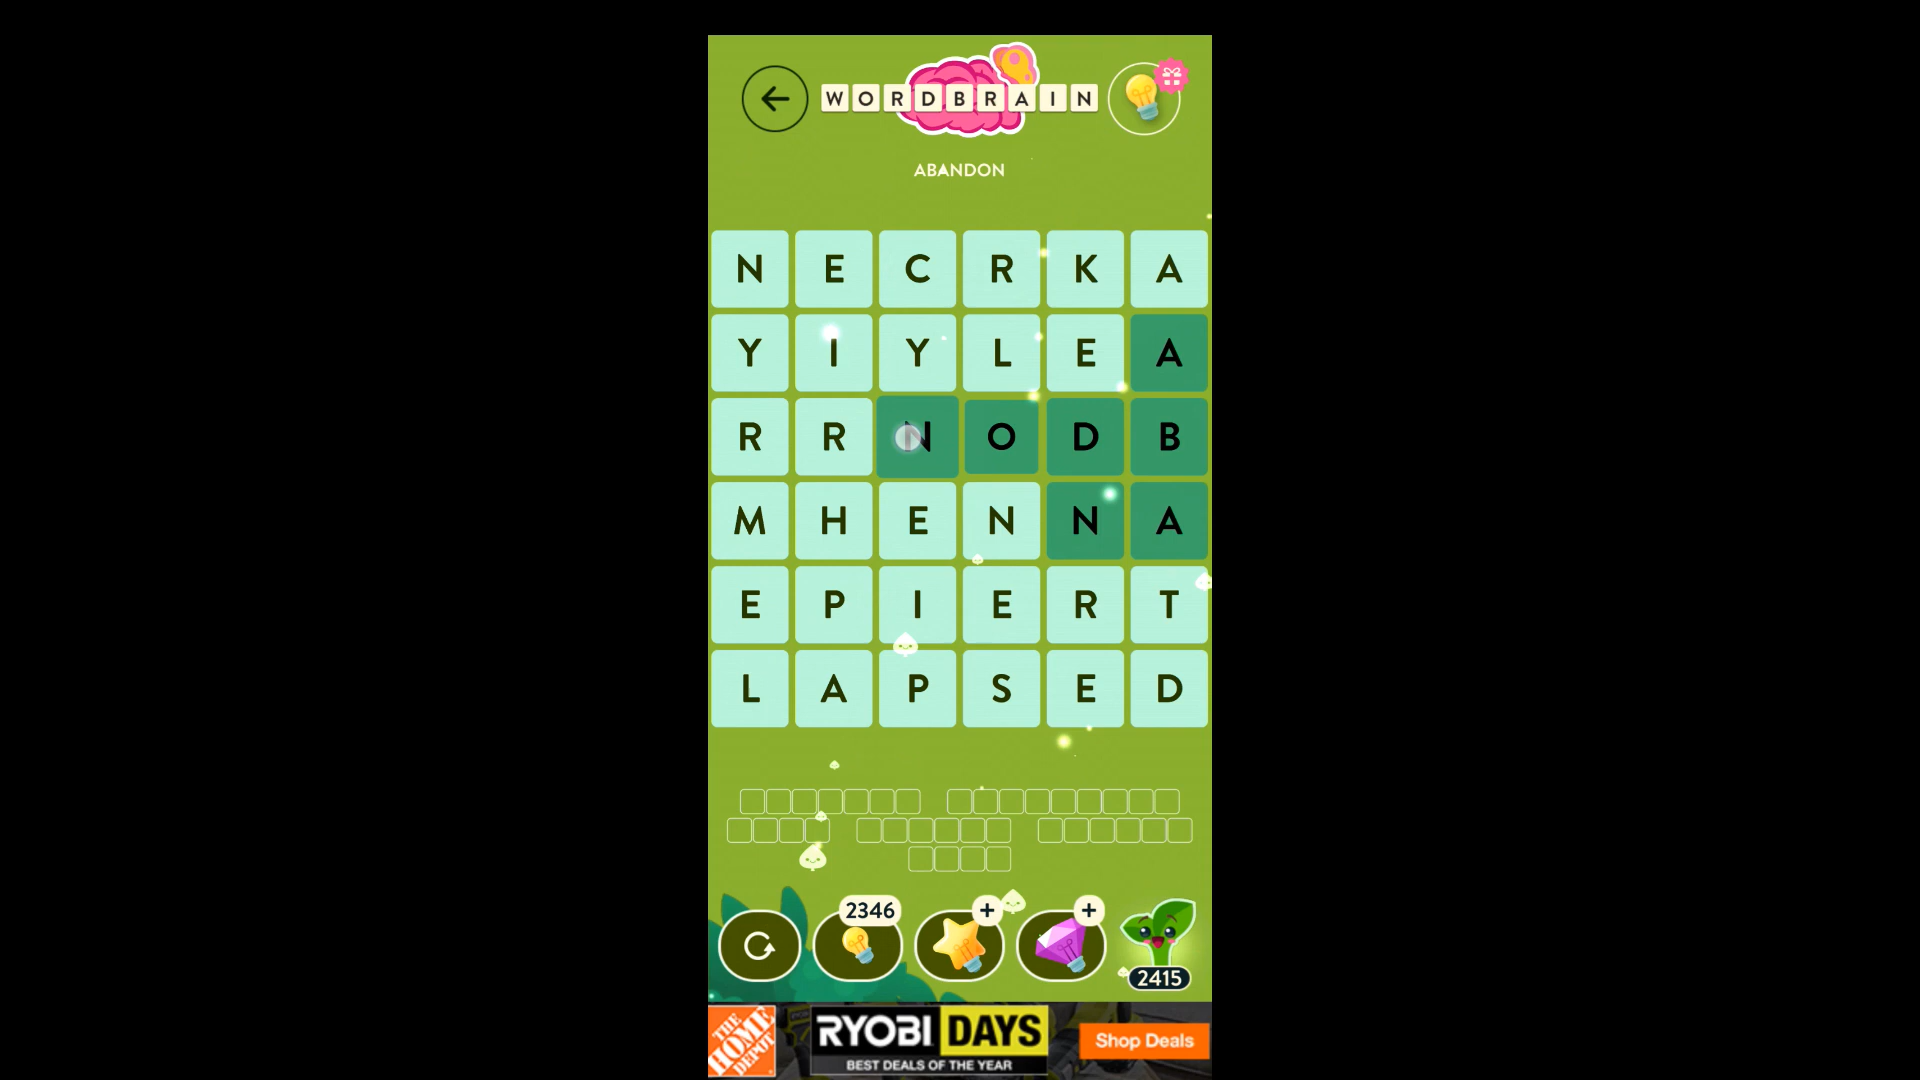 WORDBRAIN
ABANDON
N E C R K A
Y I Y L E A
R R N O D B
M H E N N A
E P I E R T
L A P S E D
2346
+
+
2415
THE HOME DEPOT
RYOBI DAYS
BEST DEALS OF THE YEAR
Shop Deals